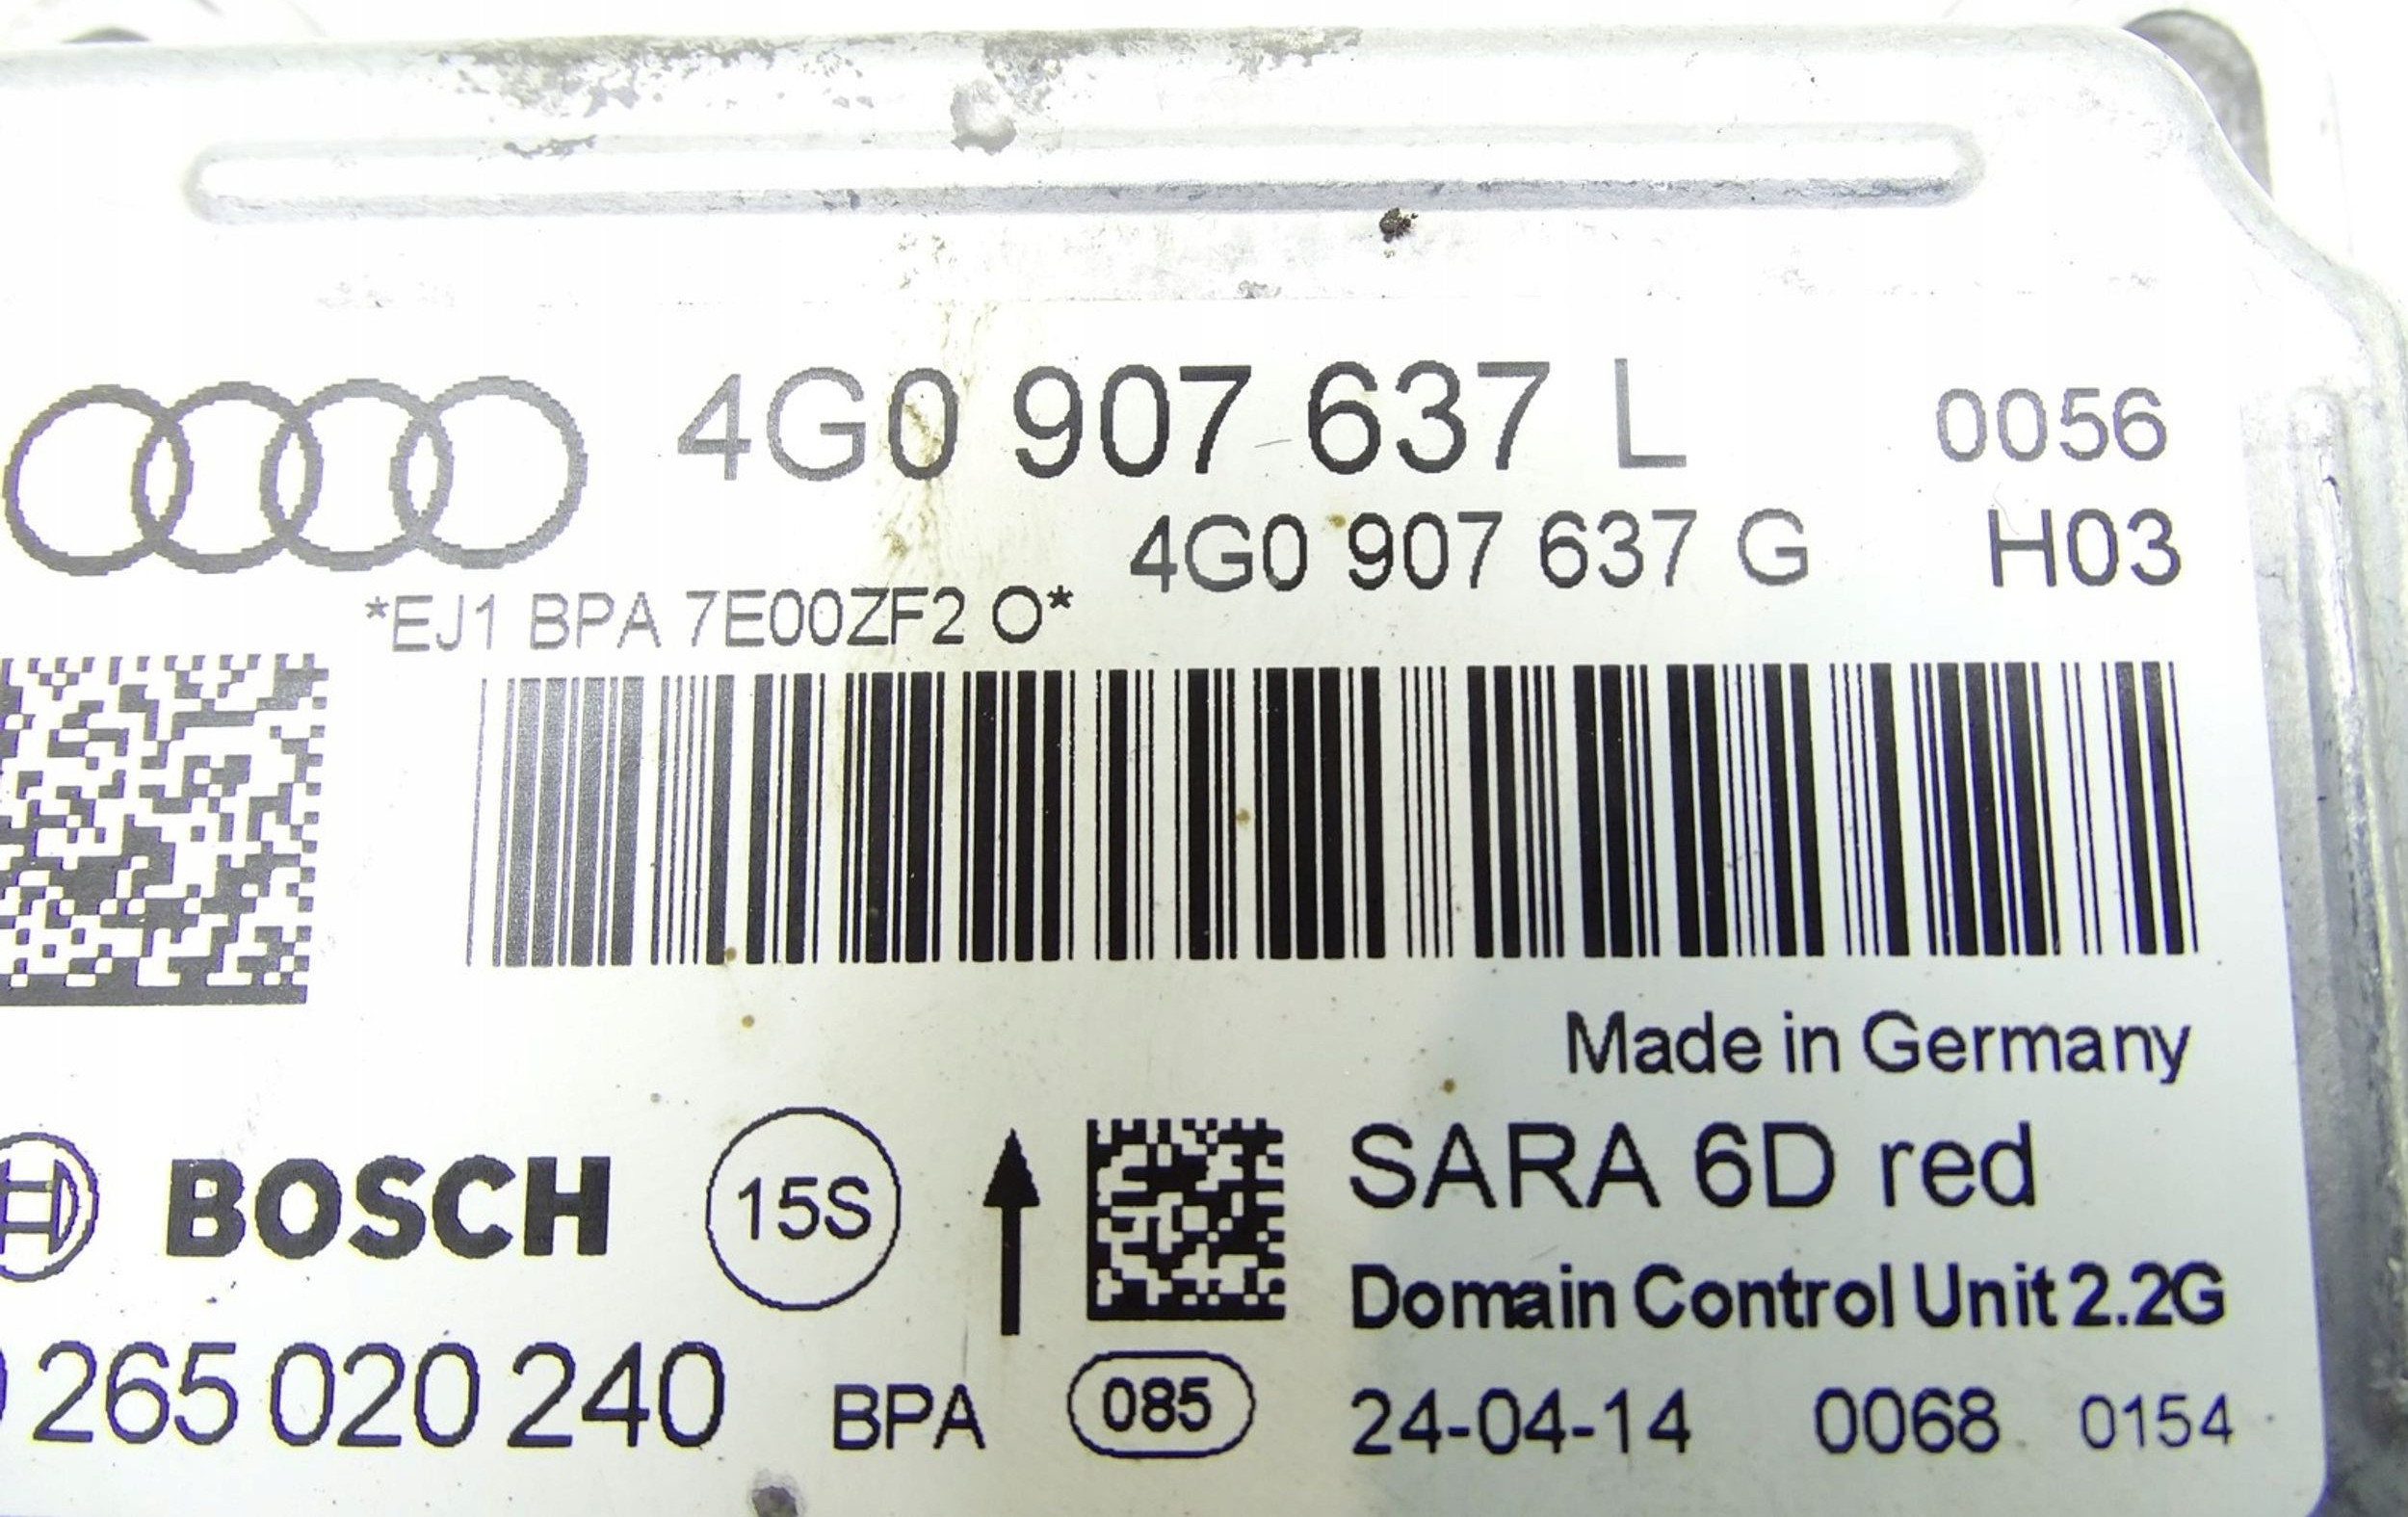 4G0 907 637 L 0056
4G0 907 637 G H03
*EJ1 BPA 7E00ZF2 O*
Made in Germany
BOSCH 15S SARA 6D red
Domain Control Unit 2.2G
265 020 240 BPA 085 24-04-14 0068 0154